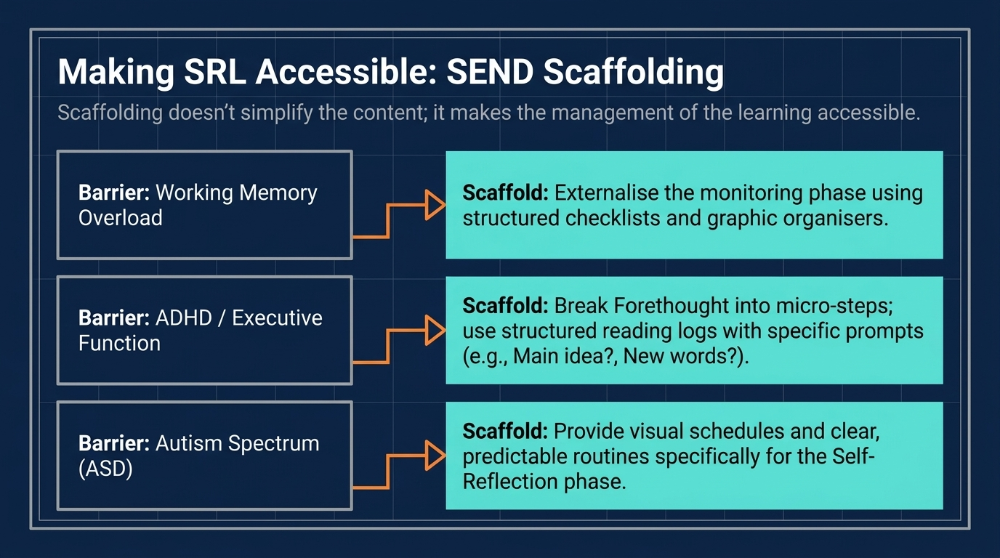 Making SRL Accessible: SEND Scaffolding
Scaffolding doesn’t simplify the content; it makes the management of the learning accessible.
Barrier: Working Memory
Overload
Scaffold: Externalise the monitoring phase using
structured checklists and graphic organisers.
Barrier: ADHD / Executive
Function
Scaffold: Break Forethought into micro-steps;
use structured reading logs with specific prompts
(e.g., Main idea?, New words?).
Barrier: Autism Spectrum
(ASD)
Scaffold: Provide visual schedules and clear,
predictable routines specifically for the Self-
Reflection phase.